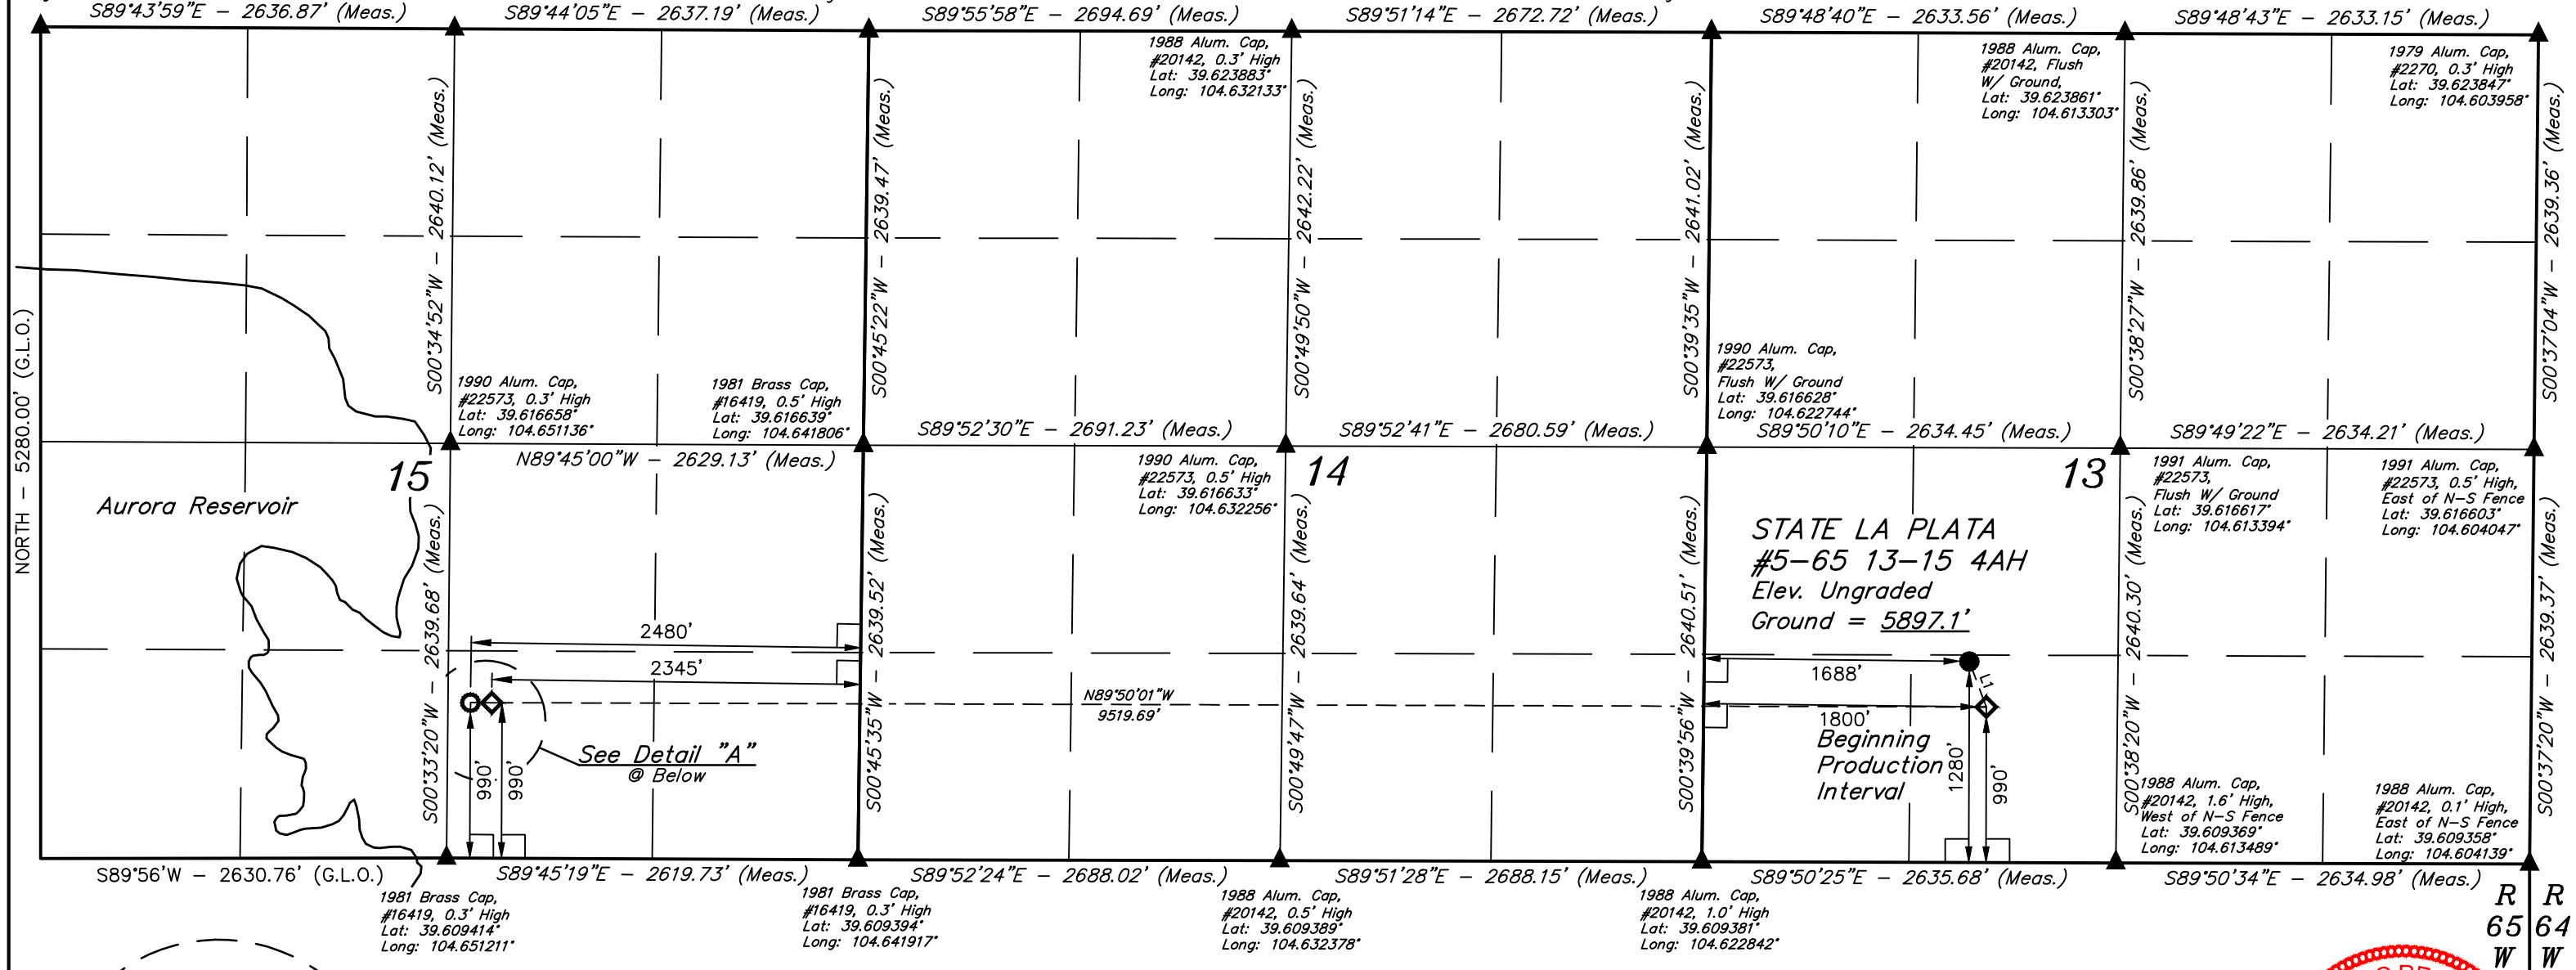 S89°43'59"E - 2636.87' (Meas.)
S89°44'05"E - 2637.19' (Meas.)
S89°55'58"E - 2694.69' (Meas.)
S89°51'14"E - 2672.72' (Meas.)
S89°48'40"E - 2633.56' (Meas.)
S89°48'43"E - 2633.15' (Meas.)
1988 Alum. Cap,
#20142, 0.3' High
Lat: 39.623883°
Long: 104.632133°
1988 Alum. Cap,
#20142, Flush
W/ Ground,
Lat: 39.623861°
Long: 104.613303°
1979 Alum. Cap,
#2270, 0.3' High
Lat: 39.623847°
Long: 104.603958°
NORTH - 5280.00' (G.L.O.)
S00°34'52"W - 2640.12' (Meas.)
S00°45'22"W - 2639.47' (Meas.)
S00°49'50"W - 2642.22' (Meas.)
S00°39'35"W - 2641.02' (Meas.)
S00°38'27"W - 2639.86' (Meas.)
S00°37'04"W - 2639.36' (Meas.)
1990 Alum. Cap,
#22573, 0.3' High
Lat: 39.616658°
Long: 104.651136°
1981 Brass Cap,
#16419, 0.5' High
Lat: 39.616639°
Long: 104.641806°
1990 Alum. Cap,
#22573,
Flush W/ Ground
Lat: 39.616628°
Long: 104.622744°
N89°45'00"W - 2629.13' (Meas.)
S89°52'30"E - 2691.23' (Meas.)
S89°52'41"E - 2680.59' (Meas.)
S89°50'10"E - 2634.45' (Meas.)
S89°49'22"E - 2634.21' (Meas.)
15
14
13
1990 Alum. Cap,
#22573, 0.5' High
Lat: 39.616633°
Long: 104.632256°
1991 Alum. Cap,
#22573,
Flush W/ Ground
Lat: 39.616617°
Long: 104.613394°
1991 Alum. Cap,
#22573, 0.5' High,
East of N-S Fence
Lat: 39.616603°
Long: 104.604047°
Aurora Reservoir
STATE LA PLATA
#5-65 13-15 4AH
Elev. Ungraded
Ground = 5897.1'
S00°33'20"W - 2639.68' (Meas.)
S00°45'35"W - 2639.52' (Meas.)
S00°49'47"W - 2639.64' (Meas.)
S00°39'56"W - 2640.51' (Meas.)
S00°38'20"W - 2640.30' (Meas.)
S00°37'20"W - 2639.37' (Meas.)
2480'
2345'
1688'
L1
N89°50'01"W
9519.69'
1800'
Beginning
Production
Interval
See Detail "A"
@ Below
990'
990'
1280'
990'
1988 Alum. Cap,
#20142, 1.6' High,
West of N-S Fence
Lat: 39.609369°
Long: 104.613489°
1988 Alum. Cap,
#20142, 0.1' High,
East of N-S Fence
Lat: 39.609358°
Long: 104.604139°
S89°56'W - 2630.76' (G.L.O.)
S89°45'19"E - 2619.73' (Meas.)
S89°52'24"E - 2688.02' (Meas.)
S89°51'28"E - 2688.15' (Meas.)
S89°50'25"E - 2635.68' (Meas.)
S89°50'34"E - 2634.98' (Meas.)
1981 Brass Cap,
#16419, 0.3' High
Lat: 39.609414°
Long: 104.651211°
1981 Brass Cap,
#16419, 0.3' High
Lat: 39.609394°
Long: 104.641917°
1988 Alum. Cap,
#20142, 0.5' High
Lat: 39.609389°
Long: 104.632378°
1988 Alum. Cap,
#20142, 1.0' High
Lat: 39.609381°
Long: 104.622842°
R R
65 64
W W